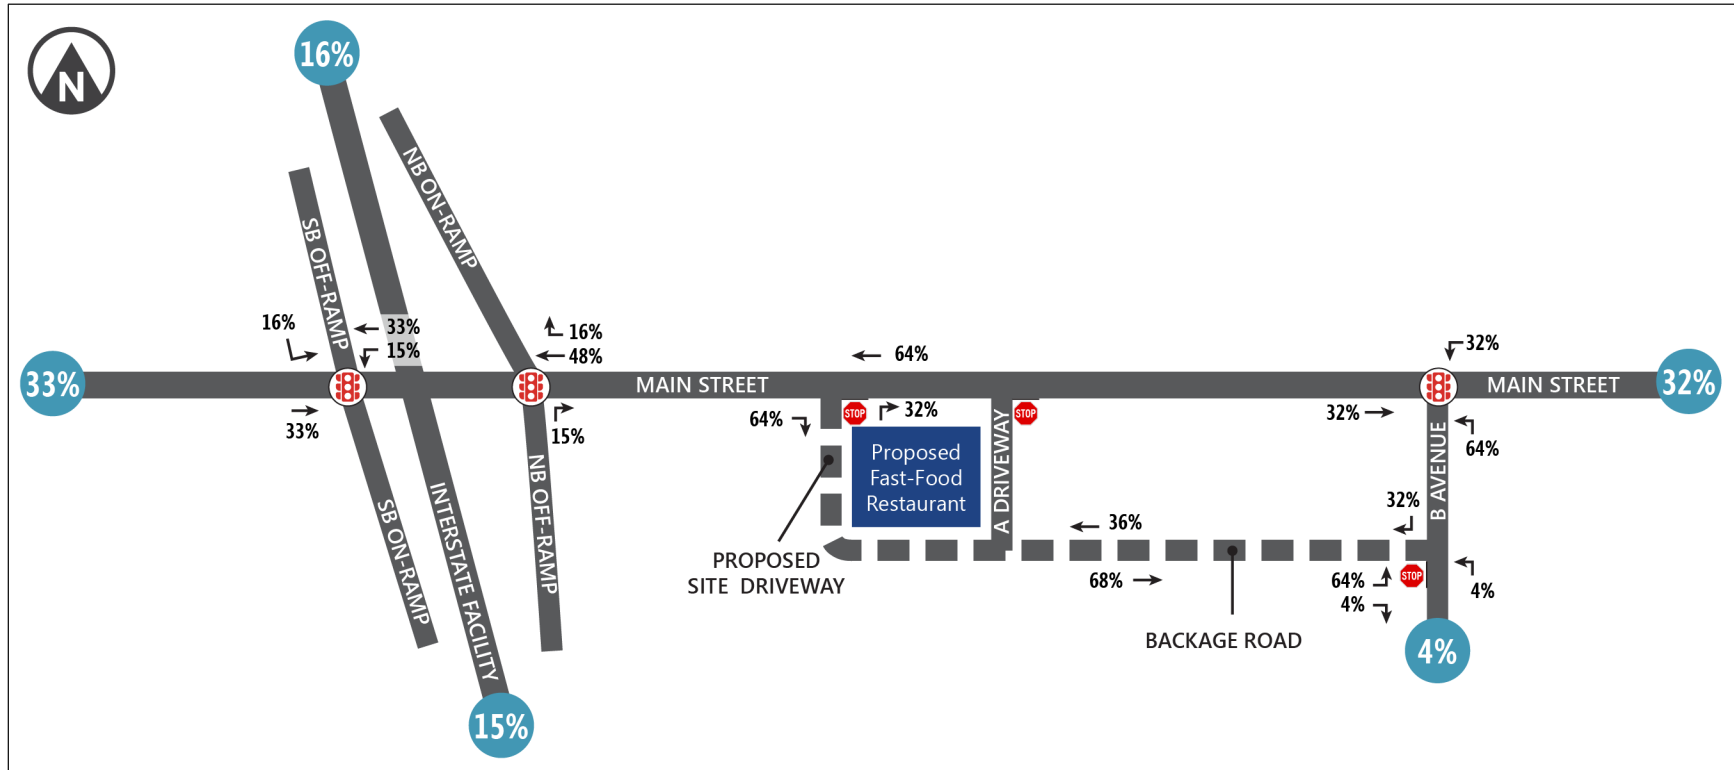 16%
N
NB ON-RAMP
SB OFF-RAMP
16%
33%
15%
16%
48%
64%
32%
33%
MAIN STREET
MAIN STREET
32%
33%
15%
64%
STOP
32%
STOP
32%
64%
Proposed
Fast-Food
Restaurant
A DRIVEWAY
B AVENUE
INTERSTATE FACILITY
NB OFF-RAMP
SB ON-RAMP
32%
36%
PROPOSED
SITE DRIVEWAY
68%
64%
STOP
4%
4%
BACKAGE ROAD
4%
15%